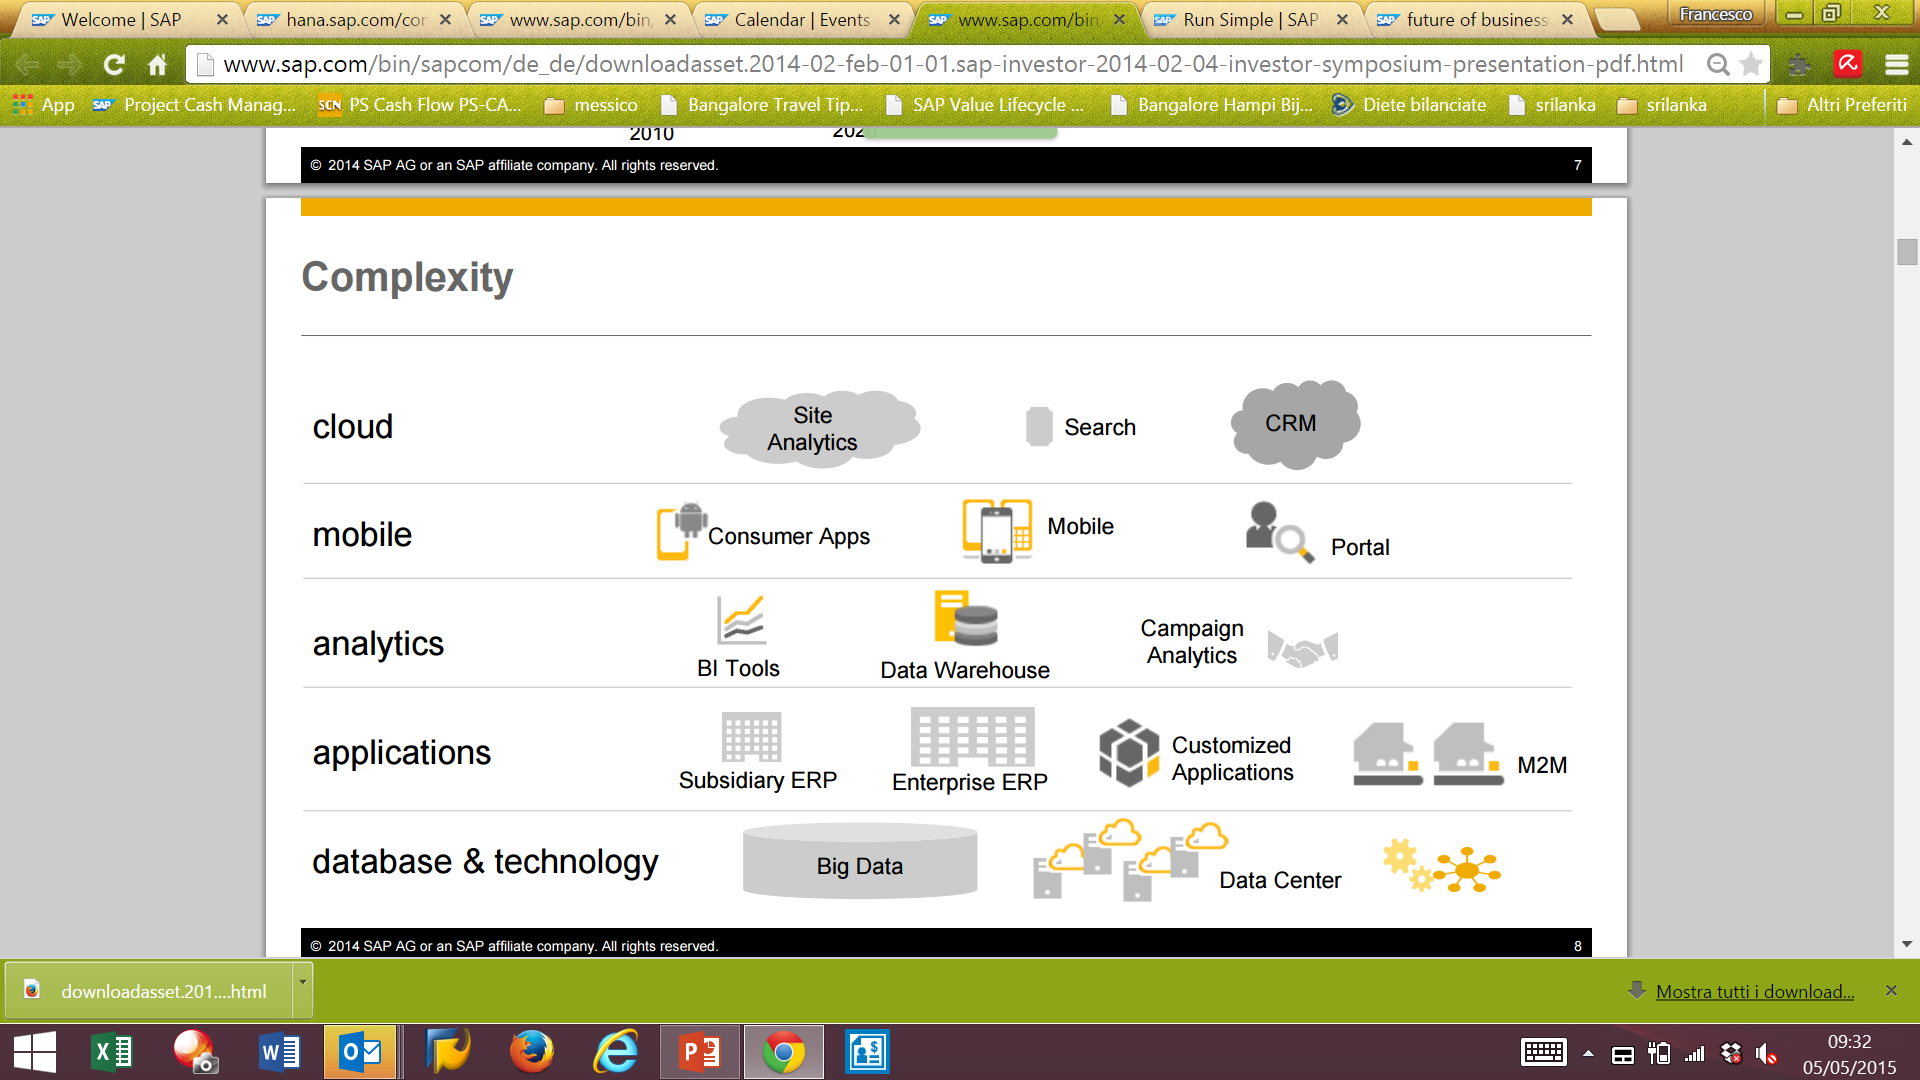 Welcome | SAP
hana.sap.com/cor
www.sap.com/bin,
Calendar | Events
www.sap.com/bin
Run Simple | SAP
future of business
Francesco
www.sap.com/bin/sapcom/de_de/downloadasset.2014-02-feb-01-01.sap-investor-2014-02-04-investor-symposium-presentation-pdf.html
App
Project Cash Manag...
PS Cash Flow PS-CA...
messico
Bangalore Travel Tip...
SAP Value Lifecycle ...
Bangalore Hampi Bij...
Diete bilanciate
srilanka
srilanka
Altri Preferiti
2010
© 2014 SAP AG or an SAP affiliate company. All rights reserved.
7
Complexity
cloud
Site
Analytics
Search
CRM
mobile
Consumer Apps
Mobile
Portal
analytics
BI Tools
Data Warehouse
Campaign
Analytics
applications
Subsidiary ERP
Enterprise ERP
Customized
Applications
M2M
database & technology
Big Data
Data Center
© 2014 SAP AG or an SAP affiliate company. All rights reserved.
8
downloadasset.201....html
Mostra tutti i download...
09:32
05/05/2015